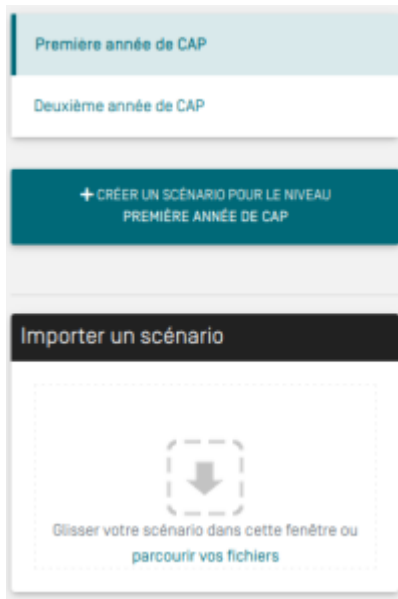 Première année de CAP
Deuxième année de CAP
+ CRÉER UN SCÉNARIO POUR LE NIVEAU
PREMIÈRE ANNÉE DE CAP
Importer un scénario
Glisser votre scénario dans cette fenêtre ou
parcourir vos fichiers